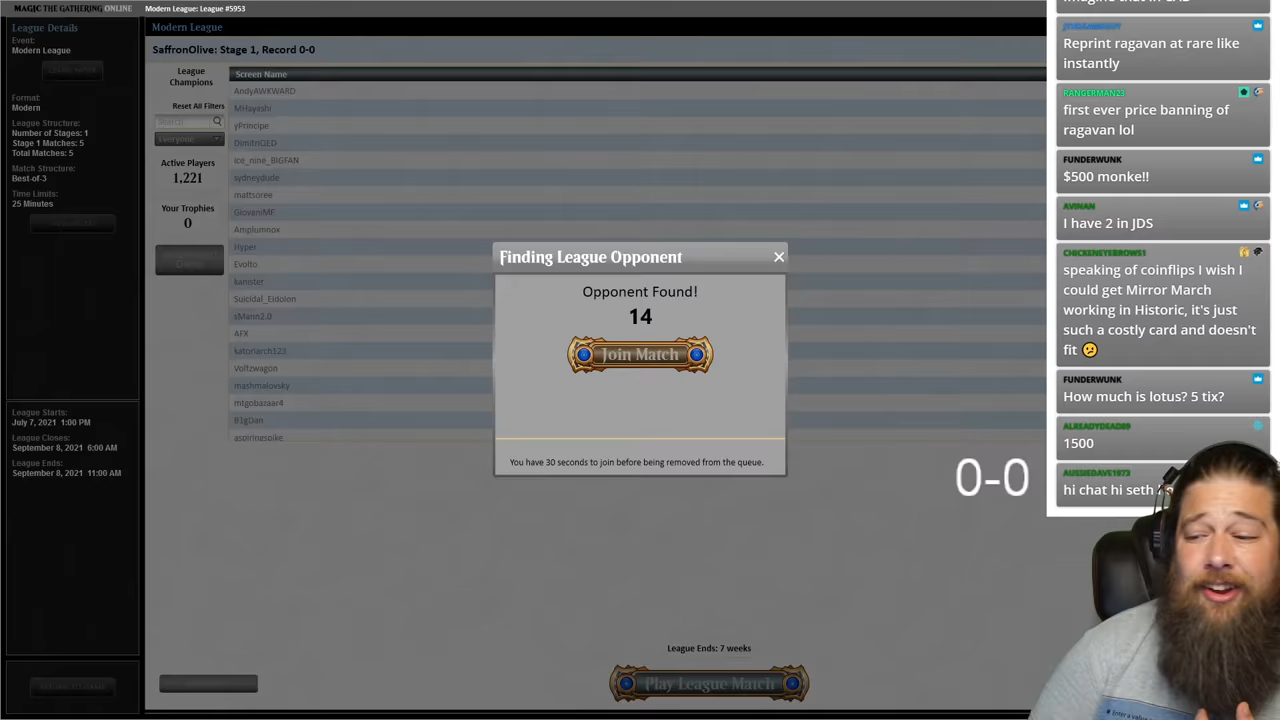 MAGIC THE GATHERING ONLINE
Modern League: League #5953
League Details
Event:
Modern League
Format:
Modern
League Structure:
Number of Stages: 1
Stage 1 Matches: 5
Total Matches: 5
Match Structure:
Best-of-3
Time Limits:
25 Minutes
League Starts:
July 7, 2021 1:00 PM
League Closes:
September 8, 2021 6:00 AM
League Ends:
September 8, 2021 11:00 AM
Modern League
SaffronOlive: Stage 1, Record 0-0
League
Champions
Reset All Filters
Search
Everyone
Active Players
1,221
Your Trophies
0
Screen Name
AndyAWKWARD
MHayashi
yPrincipe
DimitriQED
ice_nine_BIGFAN
sydneydude
mattsoree
GiovaniMF
Amplumnox
Hyper
Evolto
kanister
Suicidal_Eidolon
sMann2.0
AFX
katoriarch123
Voltzwagon
mashmalovsky
mtgobazaar4
B1gDan
aspiringspike
Finding League Opponent
Opponent Found!
14
Join Match
You have 30 seconds to join before being removed from the queue.
0-0
League Ends: 7 weeks
Play League Match
Reprint ragavan at rare like
instantly
RANGERMAN23
first ever price banning of
ragavan lol
FUNDERWUNK
$500 monke!!
AVINAN
I have 2 in JDS
CHICKENEYEBROWS1
speaking of coinflips I wish I
could get Mirror March
working in Historic, it's just
such a costly card and doesn't
fit 😕
FUNDERWUNK
How much is lotus? 5 tix?
ALREADYDEAD89
1500
AUSSIEDAVE1973
hi chat hi seth